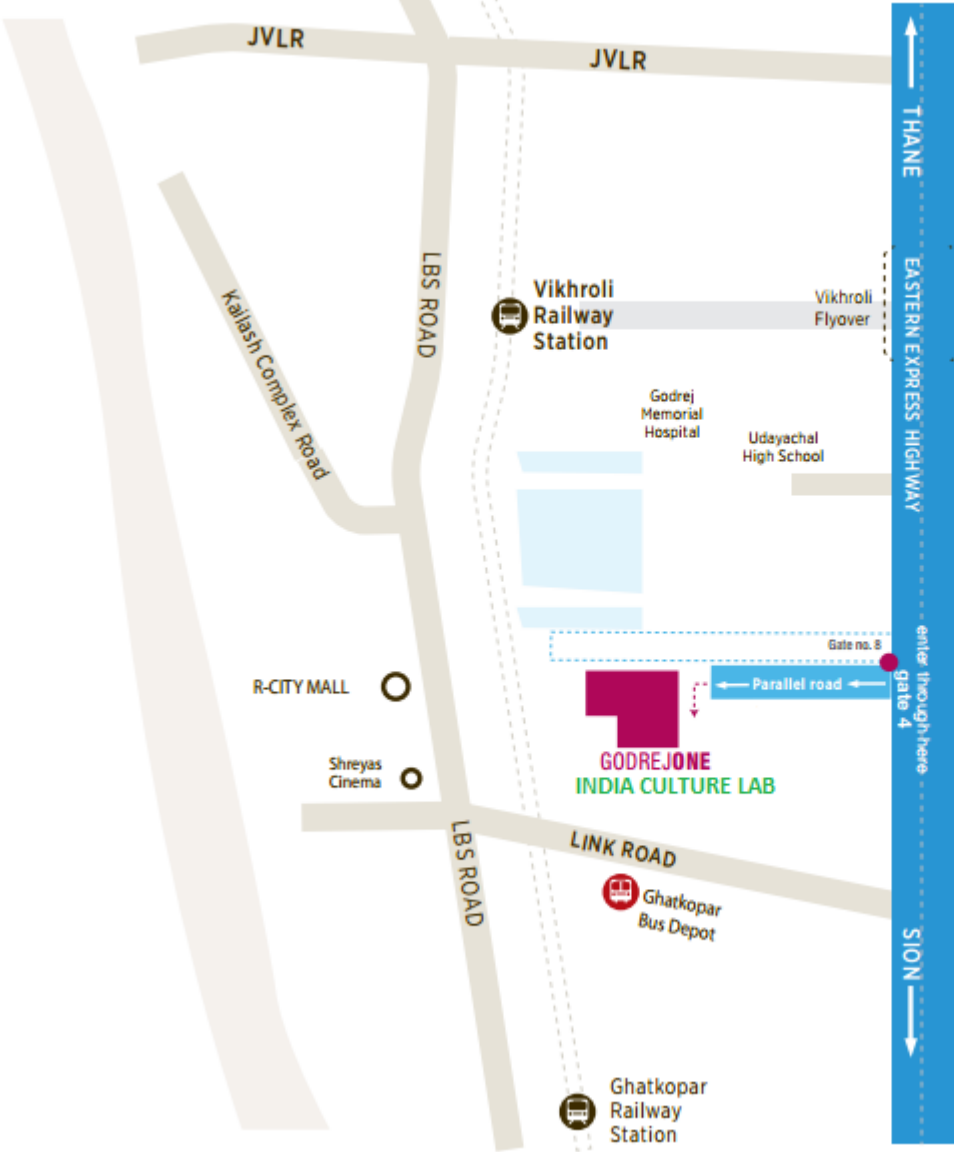 JVLR
JVLR
THANE
LBS ROAD
Kailash Complex Road
Vikhroli
Railway
Station
Vikhroli
Flyover
EASTERN EXPRESS HIGHWAY
Godrej
Memorial
Hospital
Udayachal
High School
Gate no. 8
enter through here
gate 4
Parallel road
R-CITY MALL
GODREJONE
INDIA CULTURE LAB
Shreyas
Cinema
LBS ROAD
LINK ROAD
Ghatkopar
Bus Depot
SION
Ghatkopar
Railway
Station